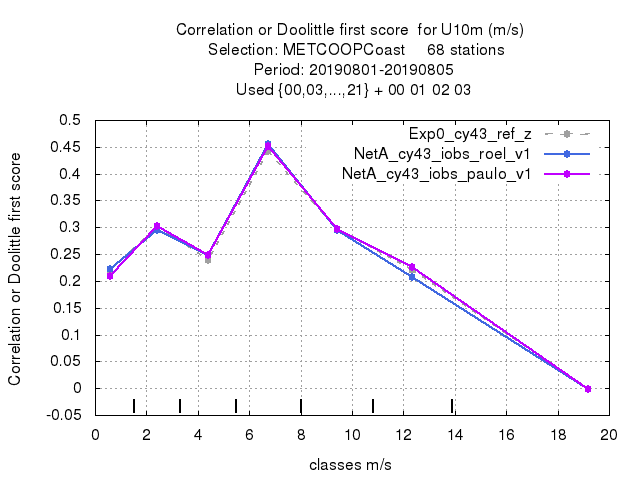 Correlation or Doolittle first score  for U10m (m/s)
Selection: METCOOPCoast     68 stations
Period: 20190801-20190805
Used {00,03,...,21} + 00 01 02 03
Exp0_cy43_ref_z
NetA_cy43_iobs_roel_v1
NetA_cy43_iobs_paulo_v1
Correlation or Doolittle first score
0.5
0.45
0.4
0.35
0.3
0.25
0.2
0.15
0.1
0.05
0
-0.05
0 2 4 6 8 10 12 14 16 18 20
classes m/s